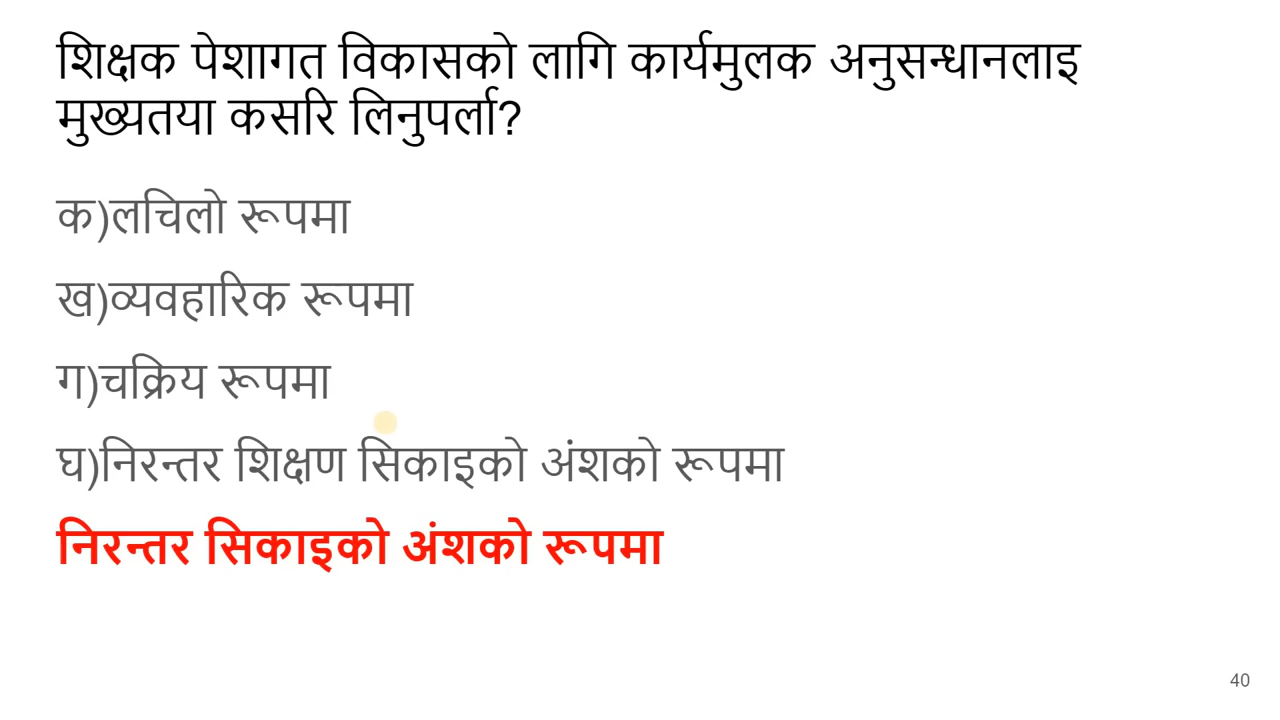 शिक्षक पेशागत विकासको लागि कार्यमुलक अनुसन्धानलाइ
मुख्यतया कसरि लिनुपर्ला?
क)लचिलो रूपमा
ख)व्यवहारिक रूपमा
ग)चक्रिय रूपमा
घ)निरन्तर शिक्षण सिकाइको अंशको रूपमा
निरन्तर सिकाइको अंशको रूपमा
40